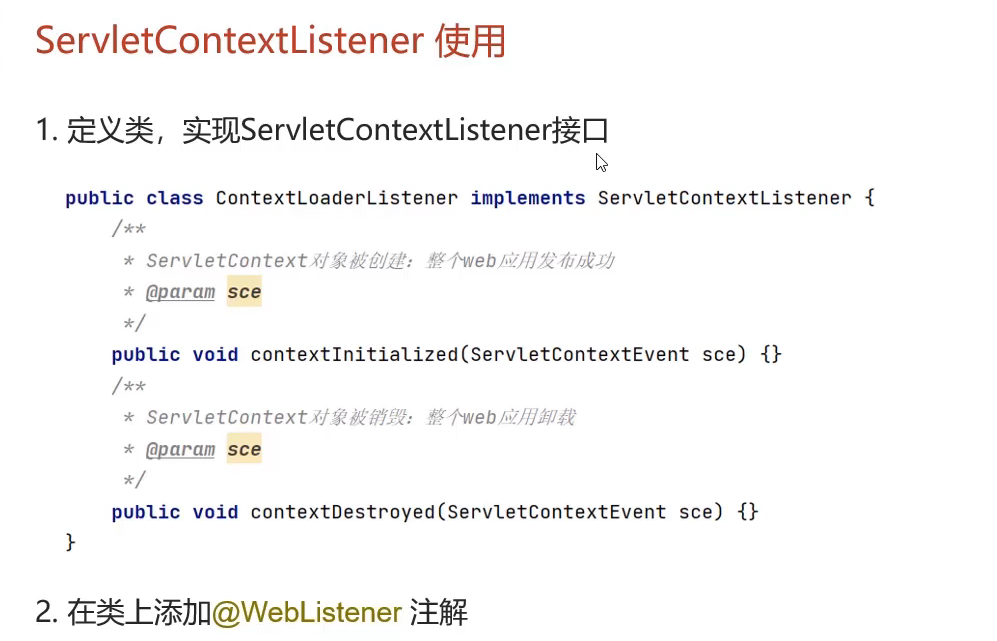 ServletContextListener 使用
1. 定义类，实现ServletContextListener接口
public class ContextLoaderListener implements ServletContextListener {
    /**
     * ServletContext对象被创建：整个web应用发布成功
     * @param sce
     */
    public void contextInitialized(ServletContextEvent sce) {}
    /**
     * ServletContext对象被销毁：整个web应用卸载
     * @param sce
     */
    public void contextDestroyed(ServletContextEvent sce) {}
}
2. 在类上添加@WebListener 注解